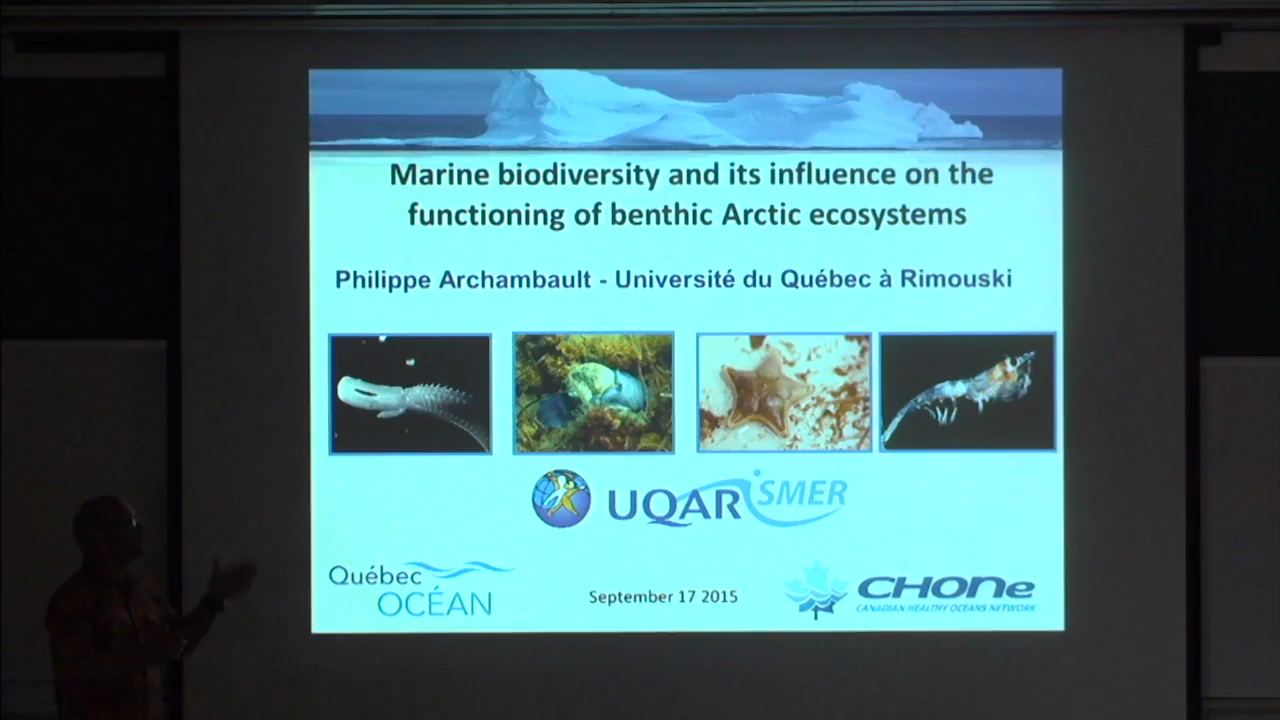 Marine biodiversity and its influence on the
functioning of benthic Arctic ecosystems
Philippe Archambault - Université du Québec à Rimouski
UQAR iSMER
Québec
OCÉAN
September 17 2015
CHONe
CANADIAN HEALTHY OCEANS NETWORK